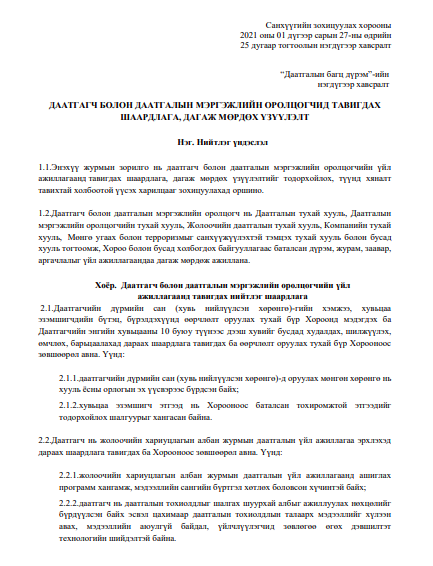 Санхүүгийн зохицуулах хорооны
2021 оны 01 дүгээр сарын 27-ны өдрийн
25 дугаар тогтоолын нэгдүгээр хавсралт
“Даатгалын багц дүрэм”-ийн
нэгдүгээр хавсралт
ДААТГАГЧ БОЛОН ДААТГАЛЫН МЭРГЭЖЛИЙН ОРОЛЦОГЧИД ТАВИГДАХ
ШААРДЛАГА, ДАГАЖ МӨРДӨХ ҮЗҮҮЛЭЛТ
Нэг. Нийтлэг үндэслэл
1.1.Энэхүү журмын зорилго нь даатгагч болон даатгалын мэргэжлийн оролцогчийн үйл
ажиллагаанд тавигдах шаардлага, дагаж мөрдөх үзүүлэлтийг тодорхойлох, түүнд хяналт
тавихтай холбоотой үүсэх харилцааг зохицуулахад оршино.
1.2.Даатгагч болон даатгалын мэргэжлийн оролцогч нь Даатгалын тухай хууль, Даатгалын
мэргэжлийн оролцогчийн тухай хууль, Жолоочийн даатгалын тухай хууль, Компанийн тухай
хууль, Мөнгө угаах болон терроризмыг санхүүжүүлэхтэй тэмцэх тухай хууль болон бусад
хууль тогтоомж, Хороо болон бусад холбогдох байгууллагаас баталсан дүрэм, журам, заавар,
аргачлалыг үйл ажиллагаандаа дагаж мөрдөж ажиллана.
Хоёр. Даатгагч болон даатгалын мэргэжлийн оролцогчийн үйл
ажиллагаанд тавигдах нийтлэг шаардлага
2.1.Даатгагчийн дүрмийн сан (хувь нийлүүлсэн хөрөнгө)-гийн хэмжээ, хувьцаа
эзэмшигчдийн бүтэц, бүрэлдэхүүнд өөрчлөлт оруулах тухай бүр Хороонд мэдэгдэх ба
Даатгагчийн энгийн хувьцааны 10 буюу түүнээс дээш хувийг бусдад худалдах, шилжүүлэх,
өмчлөх, барьцаалахад дараах шаардлага тавигдах ба өөрчлөлт оруулах тухай бүр Хорооноос
зөвшөөрөл авна. Үүнд:
2.1.1.даатгагчийн дүрмийн сан (хувь нийлүүлсэн хөрөнгө)-д оруулах мөнгөн хөрөнгө нь
хууль ёсны орлогын эх үүсвэрээс бүрдсэн байх;
2.1.2.хувьцаа эзэмшигч этгээд нь Хорооноос баталсан тохиромжтой этгээдийг
тодорхойлох шалгуурыг хангасан байна.
2.2.Даатгагч нь жолоочийн хариуцлагын албан журмын даатгалын үйл ажиллагаа эрхлэхэд
дараах шаардлага тавигдах ба Хорооноос зөвшөөрөл авна. Үүнд:
2.2.1.жолоочийн хариуцлагын албан журмын даатгалын үйл ажиллагаанд ашиглах
программ хангамж, мэдээллийн сангийн бүртгэл хөтлөх боловсон хүчинтэй байх;
2.2.2.даатгагч нь даатгалын тохиолдлыг шалгах шуурхай албыг ажиллуулах нөхцөлийг
бүрдүүлсэн байх эсвэл цахимаар даатгалын тохиолдлын талаарх мэдээллийг хүлээн
авах, мэдээллийн аюулгүй байдал, үйлчлүүлэгчид зөвлөгөө өгөх дэвшилтэт
технологийн шийдэлтэй байна.